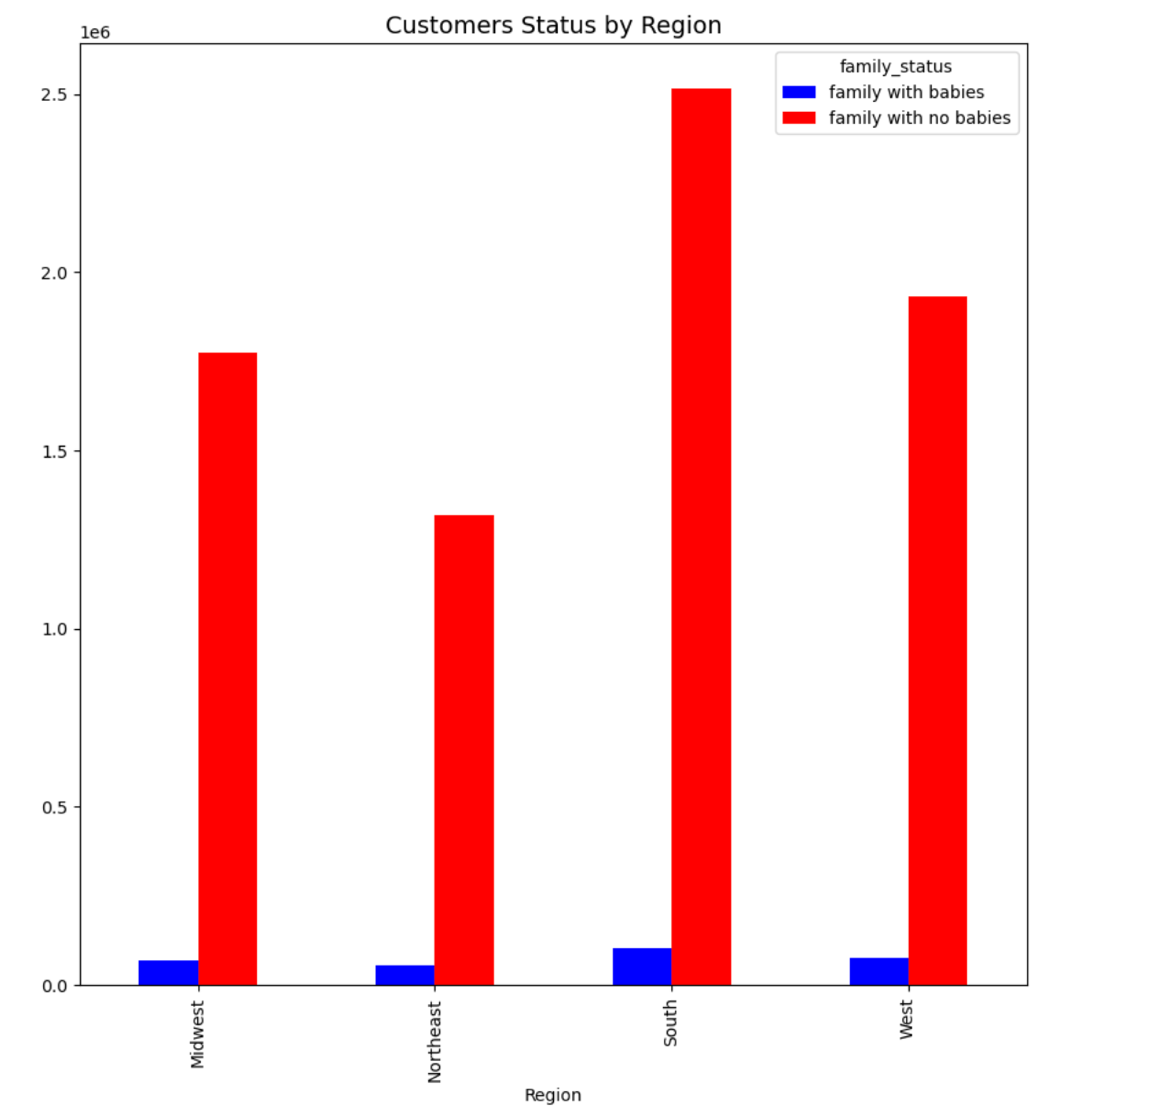 Customers Status by Region
1e6
family_status
family with babies
family with no babies
2.5
2.0
1.5
1.0
0.5
0.0
Midwest
Northeast
South
West
Region